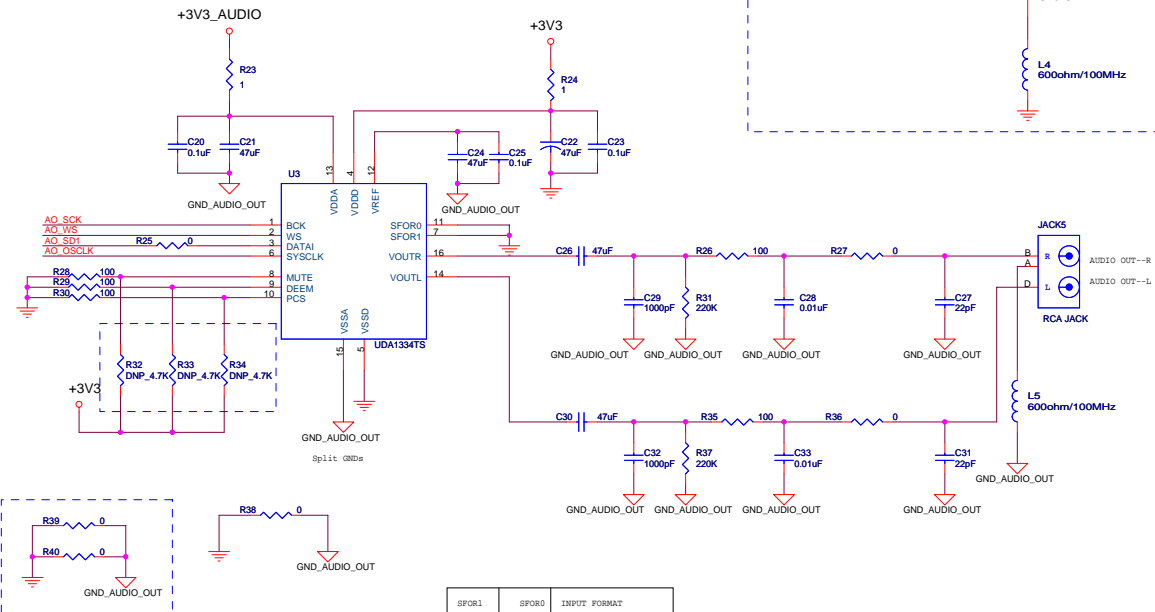 +3V3_AUDIO
+3V3
R23
1
R24
1
L4
600ohm/100MHz
C20
0.1uF
C21
47uF
C24
47uF
C25
0.1uF
C22
47uF
C23
0.1uF
GND_AUDIO_OUT
GND_AUDIO_OUT
U3
13
4
12
VDDA
VDDD
VREF
AO_SCK
AO_WS
AO_SD1
AO_OSCLK
R25
0
1
2
3
6
8
9
10
BCK
WS
DATAI
SYSCLK
MUTE
DEEM
PCS
SFOR0
SFOR1
VOUTR
VOUTL
11
7
16
14
R28
100
R29
100
R30
100
VSSA
VSSD
15
5
UDA1334TS
C26
47uF
R26
100
R27
0
JACK5
B
A
D
R
L
AUDIO OUT--R
AUDIO OUT--L
RCA JACK
C29
1000pF
R31
220K
C28
0.01uF
C27
22pF
GND_AUDIO_OUT
GND_AUDIO_OUT
GND_AUDIO_OUT
GND_AUDIO_OUT
R32
DNP_4.7K
R33
DNP_4.7K
R34
DNP_4.7K
+3V3
GND_AUDIO_OUT
Split GNDs
C30
47uF
R35
100
R36
0
L5
600ohm/100MHz
C32
1000pF
R37
220K
C33
0.01uF
C31
22pF
GND_AUDIO_OUT
GND_AUDIO_OUT
GND_AUDIO_OUT
GND_AUDIO_OUT
GND_AUDIO_OUT
R39
0
R40
0
GND_AUDIO_OUT
R38
0
GND_AUDIO_OUT
SFOR1
SFOR0
INPUT FORMAT